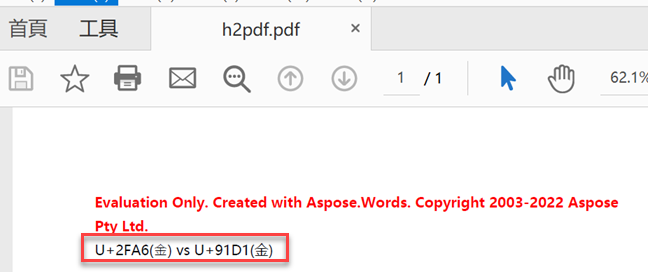 首頁 工具 h2pdf.pdf ×
1 / 1 62.1%
Evaluation Only. Created with Aspose.Words. Copyright 2003-2022 Aspose
Pty Ltd.
U+2FA6(⾦) vs U+91D1(金)